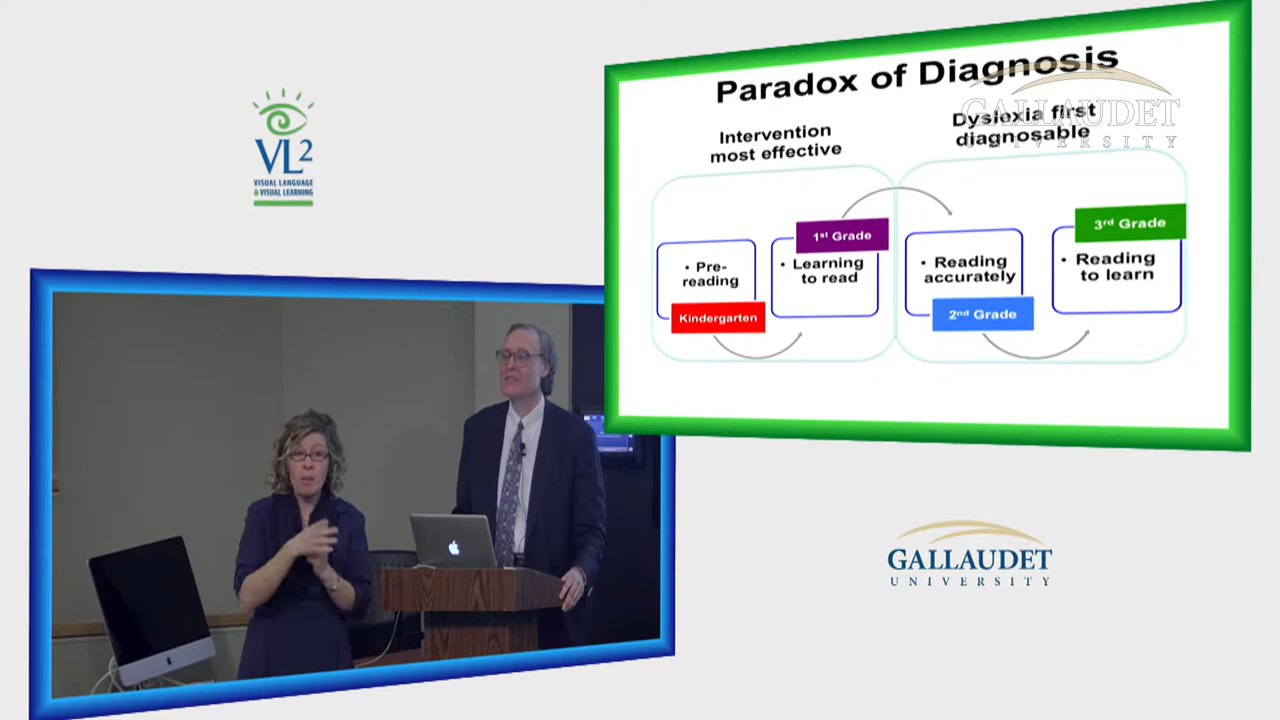 VL2
VISUAL LANGUAGE
& VISUAL LEARNING
Paradox of Diagnosis
Intervention
most effective
Dyslexia first
diagnosable
GALLAUDET
UNIVERSITY
• Pre-
reading
Kindergarten
1st Grade
• Learning
to read
• Reading
accurately
2nd Grade
3rd Grade
• Reading
to learn
GALLAUDET
UNIVERSITY